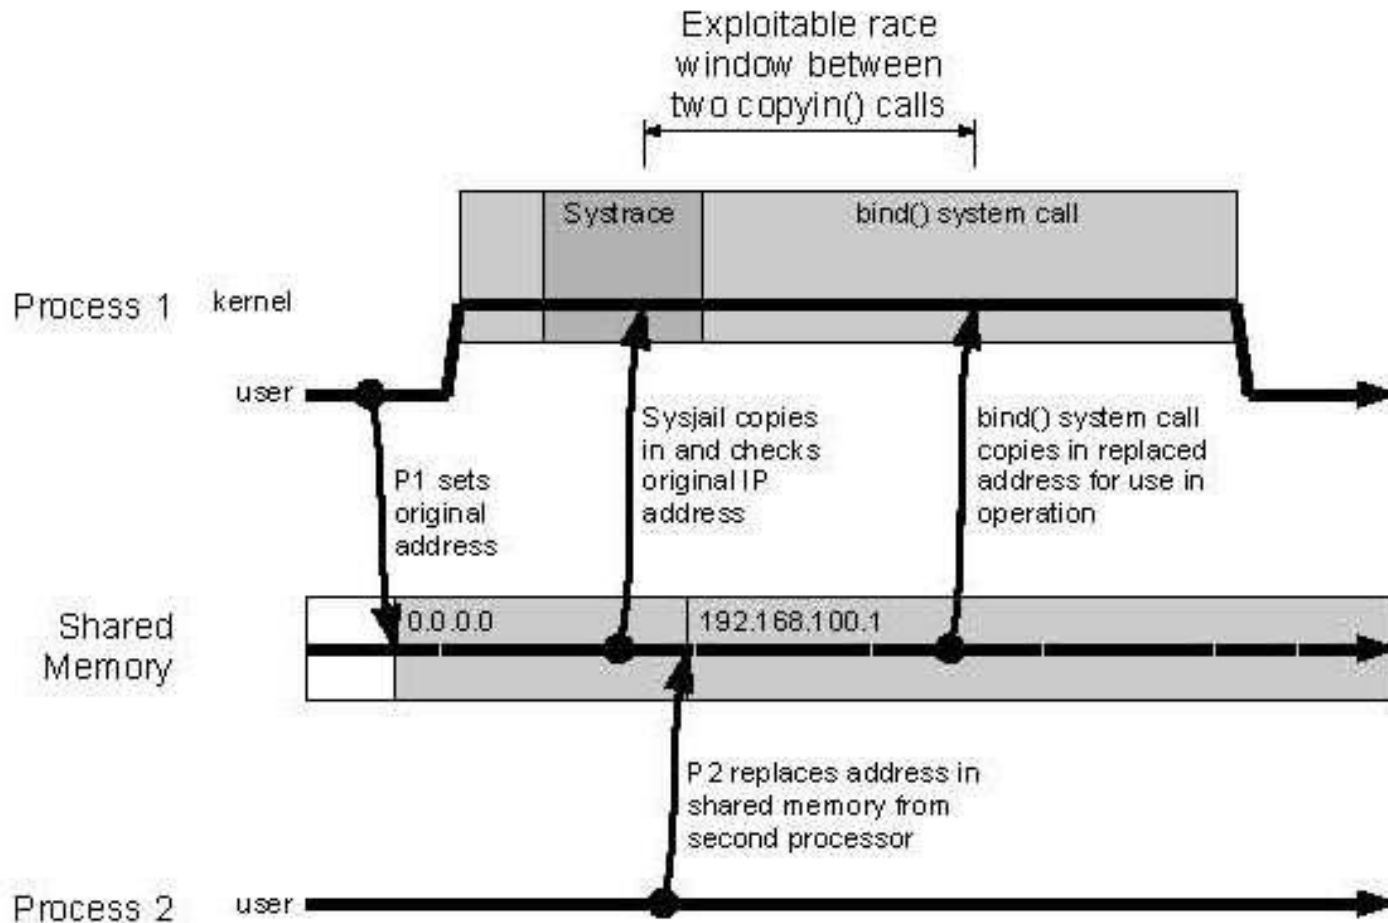 Exploitable race
window between
two copyin() calls
Systrace
bind() system call
Process 1
kernel
user
Sysjail copies
in and checks
original IP
address
bind() system call
copies in replaced
address for use in
operation
P1 sets
original
address
Shared
Memory
0.0.0.0
192.168.100.1
P2 replaces address in
shared memory from
second processor
Process 2
user